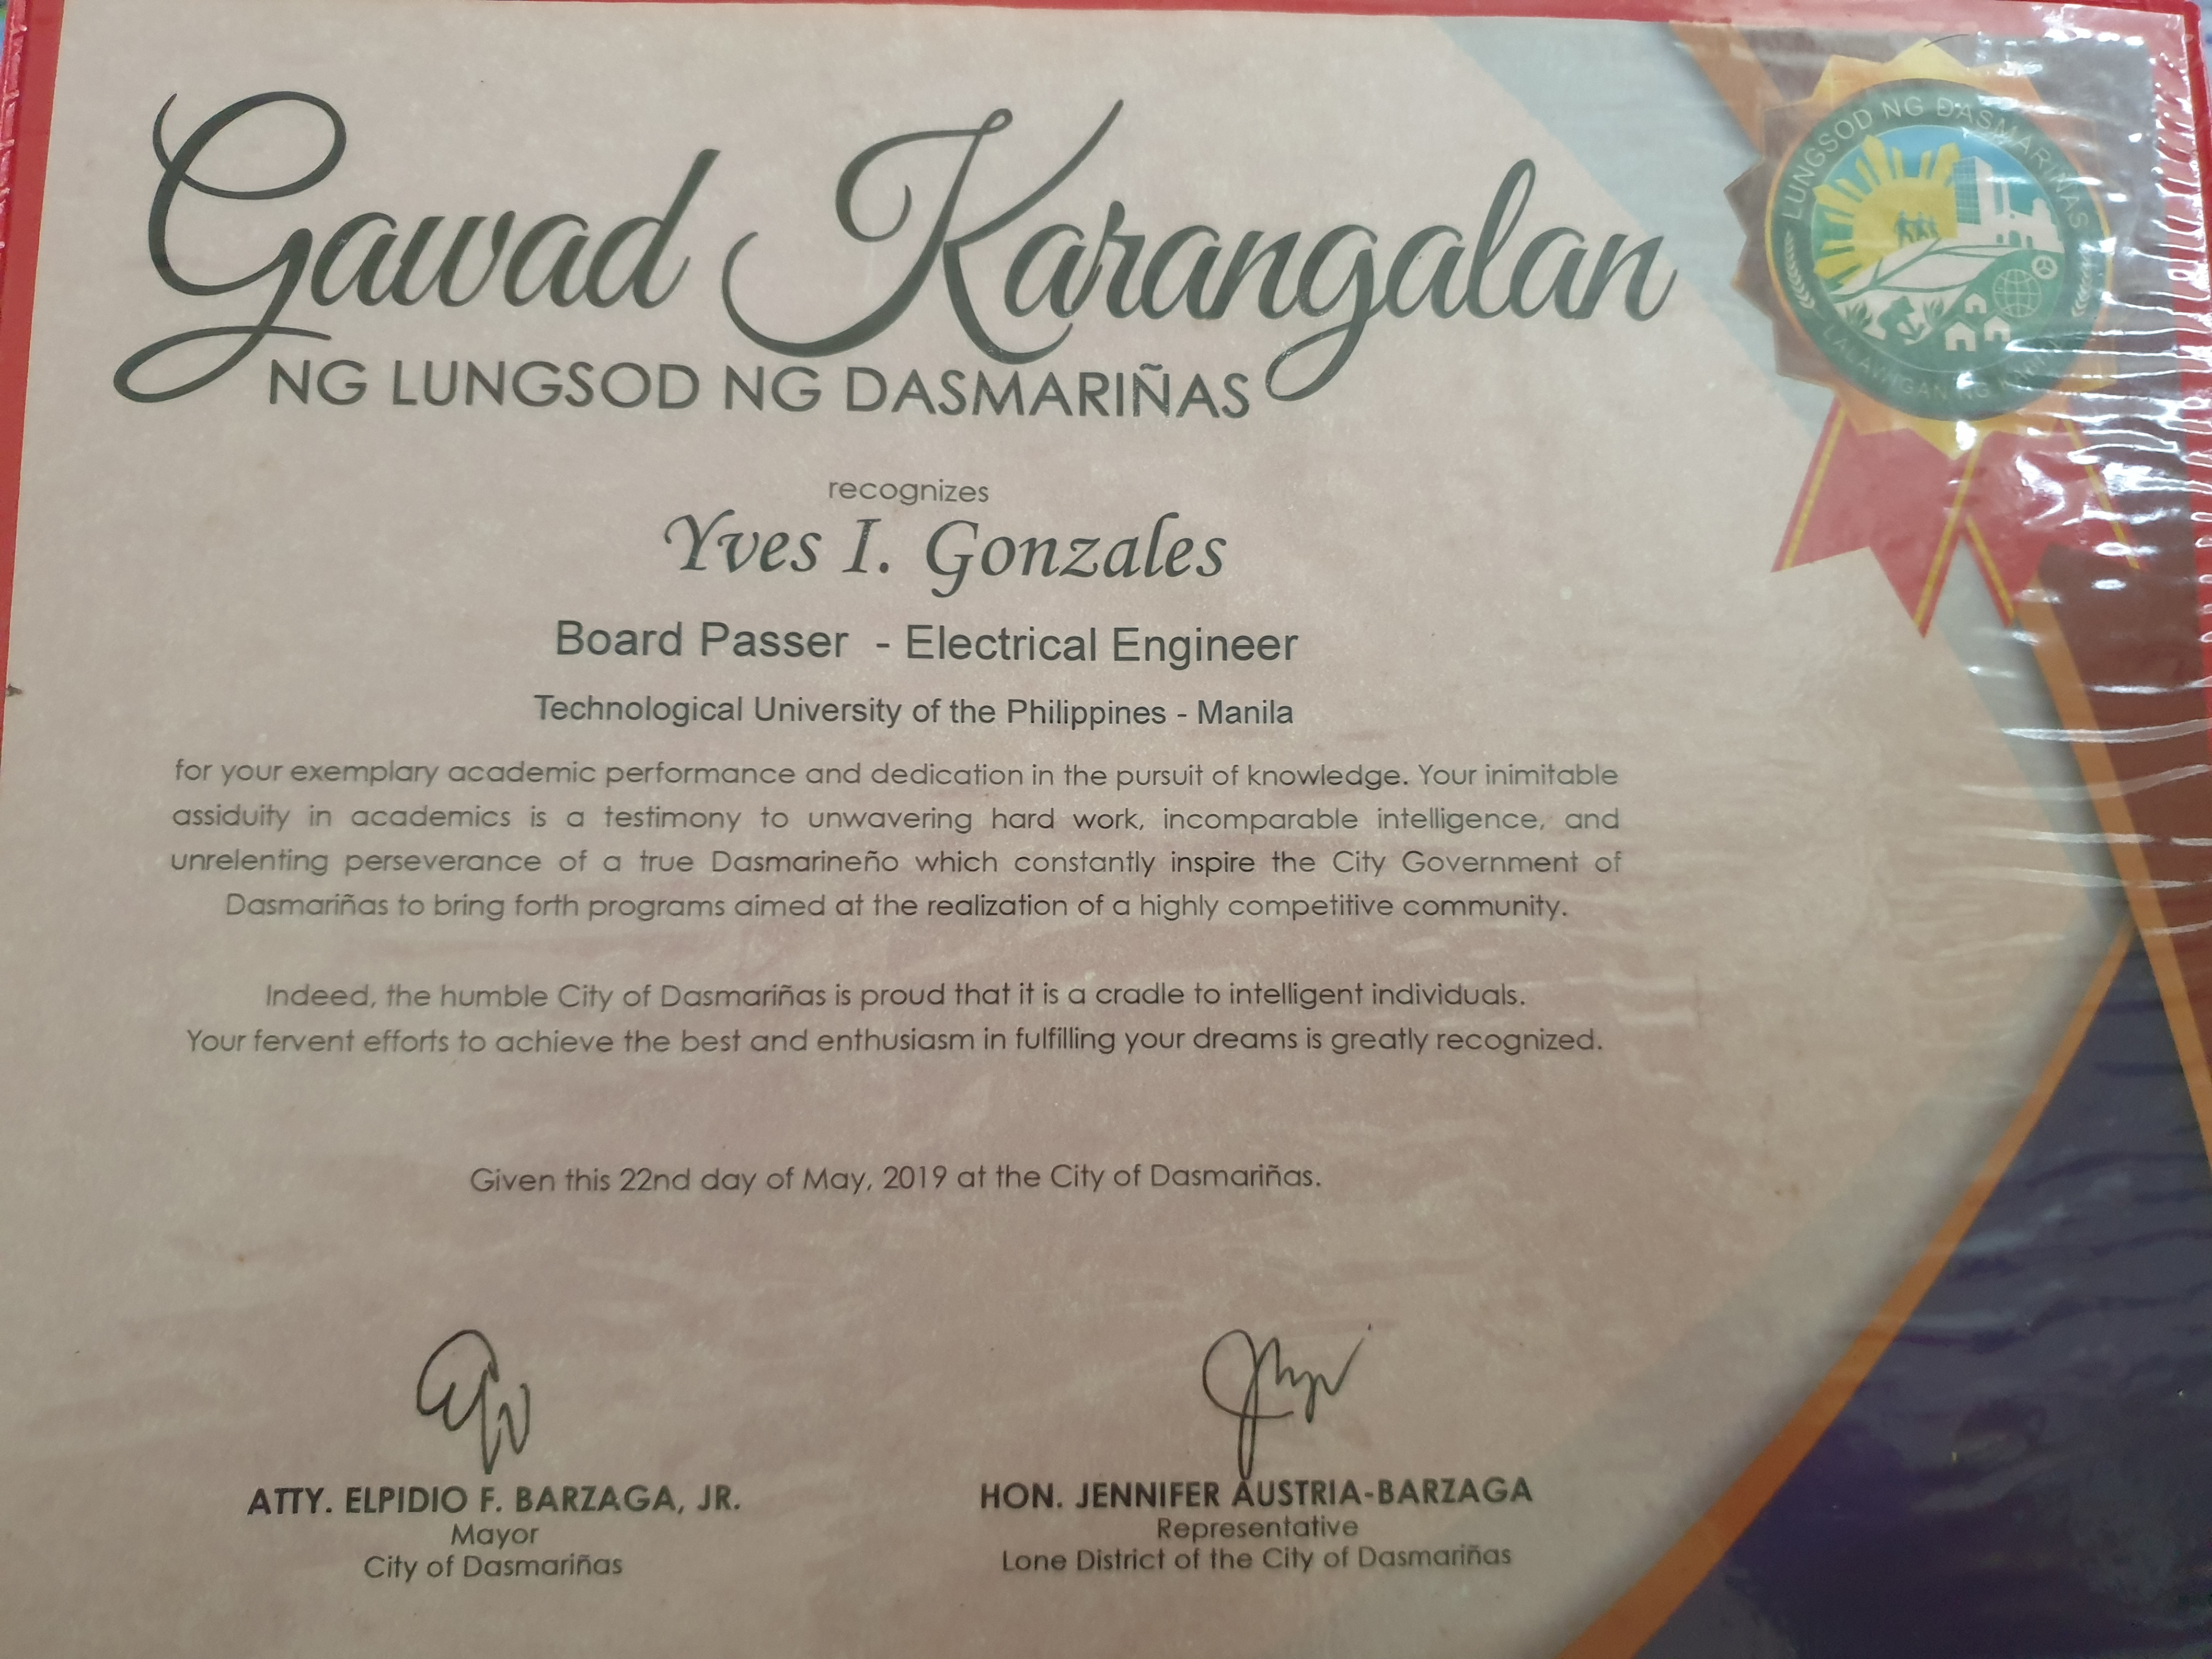 Gawad Karangalan
NG LUNGSOD NG DASMARIÑAS
LUNGSOD NG DASMARIÑAS
LALAWIGAN NG
recognizes
Yves I. Gonzales
Board Passer - Electrical Engineer
Technological University of the Philippines - Manila
for your exemplary academic performance and dedication in the pursuit of knowledge. Your inimitable
assiduity in academics is a testimony to unwavering hard work, incomparable intelligence, and
unrelenting perseverance of a true Dasmarineño which constantly inspire the City Government of
Dasmariñas to bring forth programs aimed at the realization of a highly competitive community.
Indeed, the humble City of Dasmariñas is proud that it is a cradle to intelligent individuals.
Your fervent efforts to achieve the best and enthusiasm in fulfilling your dreams is greatly recognized.
Given this 22nd day of May, 2019 at the City of Dasmariñas.
ATTY. ELPIDIO F. BARZAGA, JR.
Mayor
City of Dasmariñas
HON. JENNIFER AUSTRIA-BARZAGA
Representative
Lone District of the City of Dasmariñas